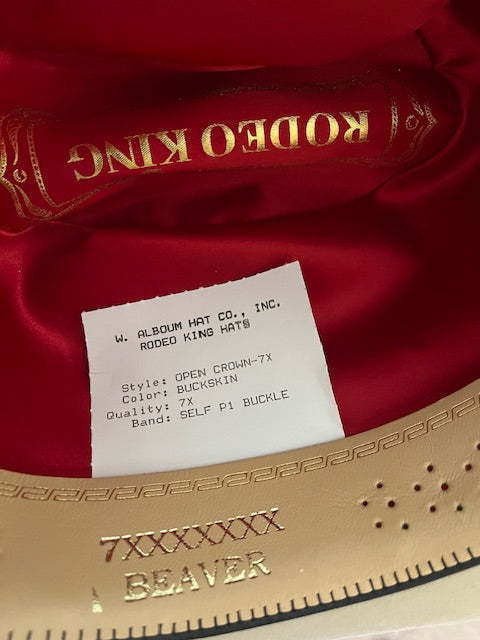 RODEO KING
W. ALBOUM HAT CO., INC.
RODEO KING HATS
Style: OPEN CROWN-7X
Color: BUCKSKIN
Quality: 7X
Band: SELF P1 BUCKLE
7XXXXXXX
BEAVER